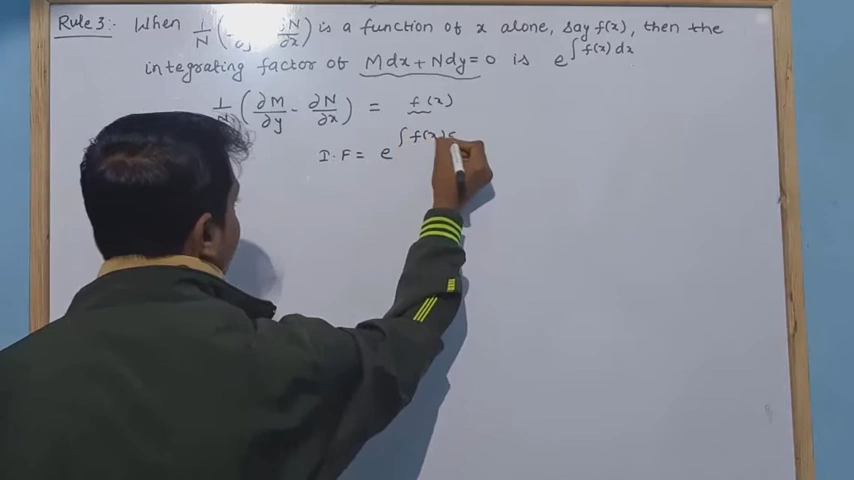 Rule 3:- When 1/N ( ∂N/∂x ) is a function of x alone, say f(x), then the
integrating factor of Mdx + Ndy = 0 is e^∫f(x)dx
1/N (∂M/∂y - ∂N/∂x) = f(x)
I.F = e^∫f(x)